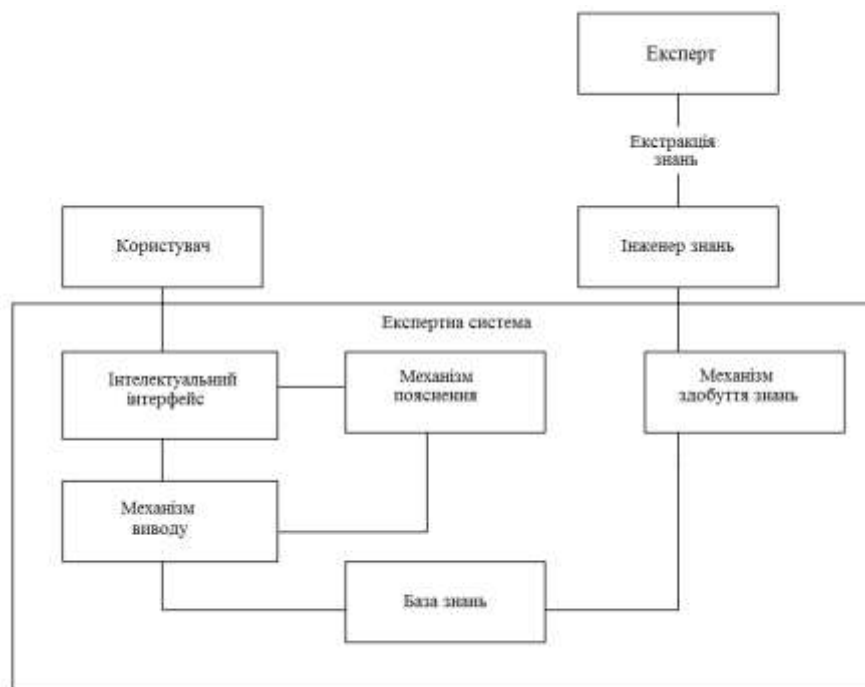 Експерт
Екстракція
знань
Користувач
Інженер знань
Експертна система
Інтелектуальний
інтерфейс
Механізм
пояснення
Механізм
здобуття знань
Механізм
виводу
База знань